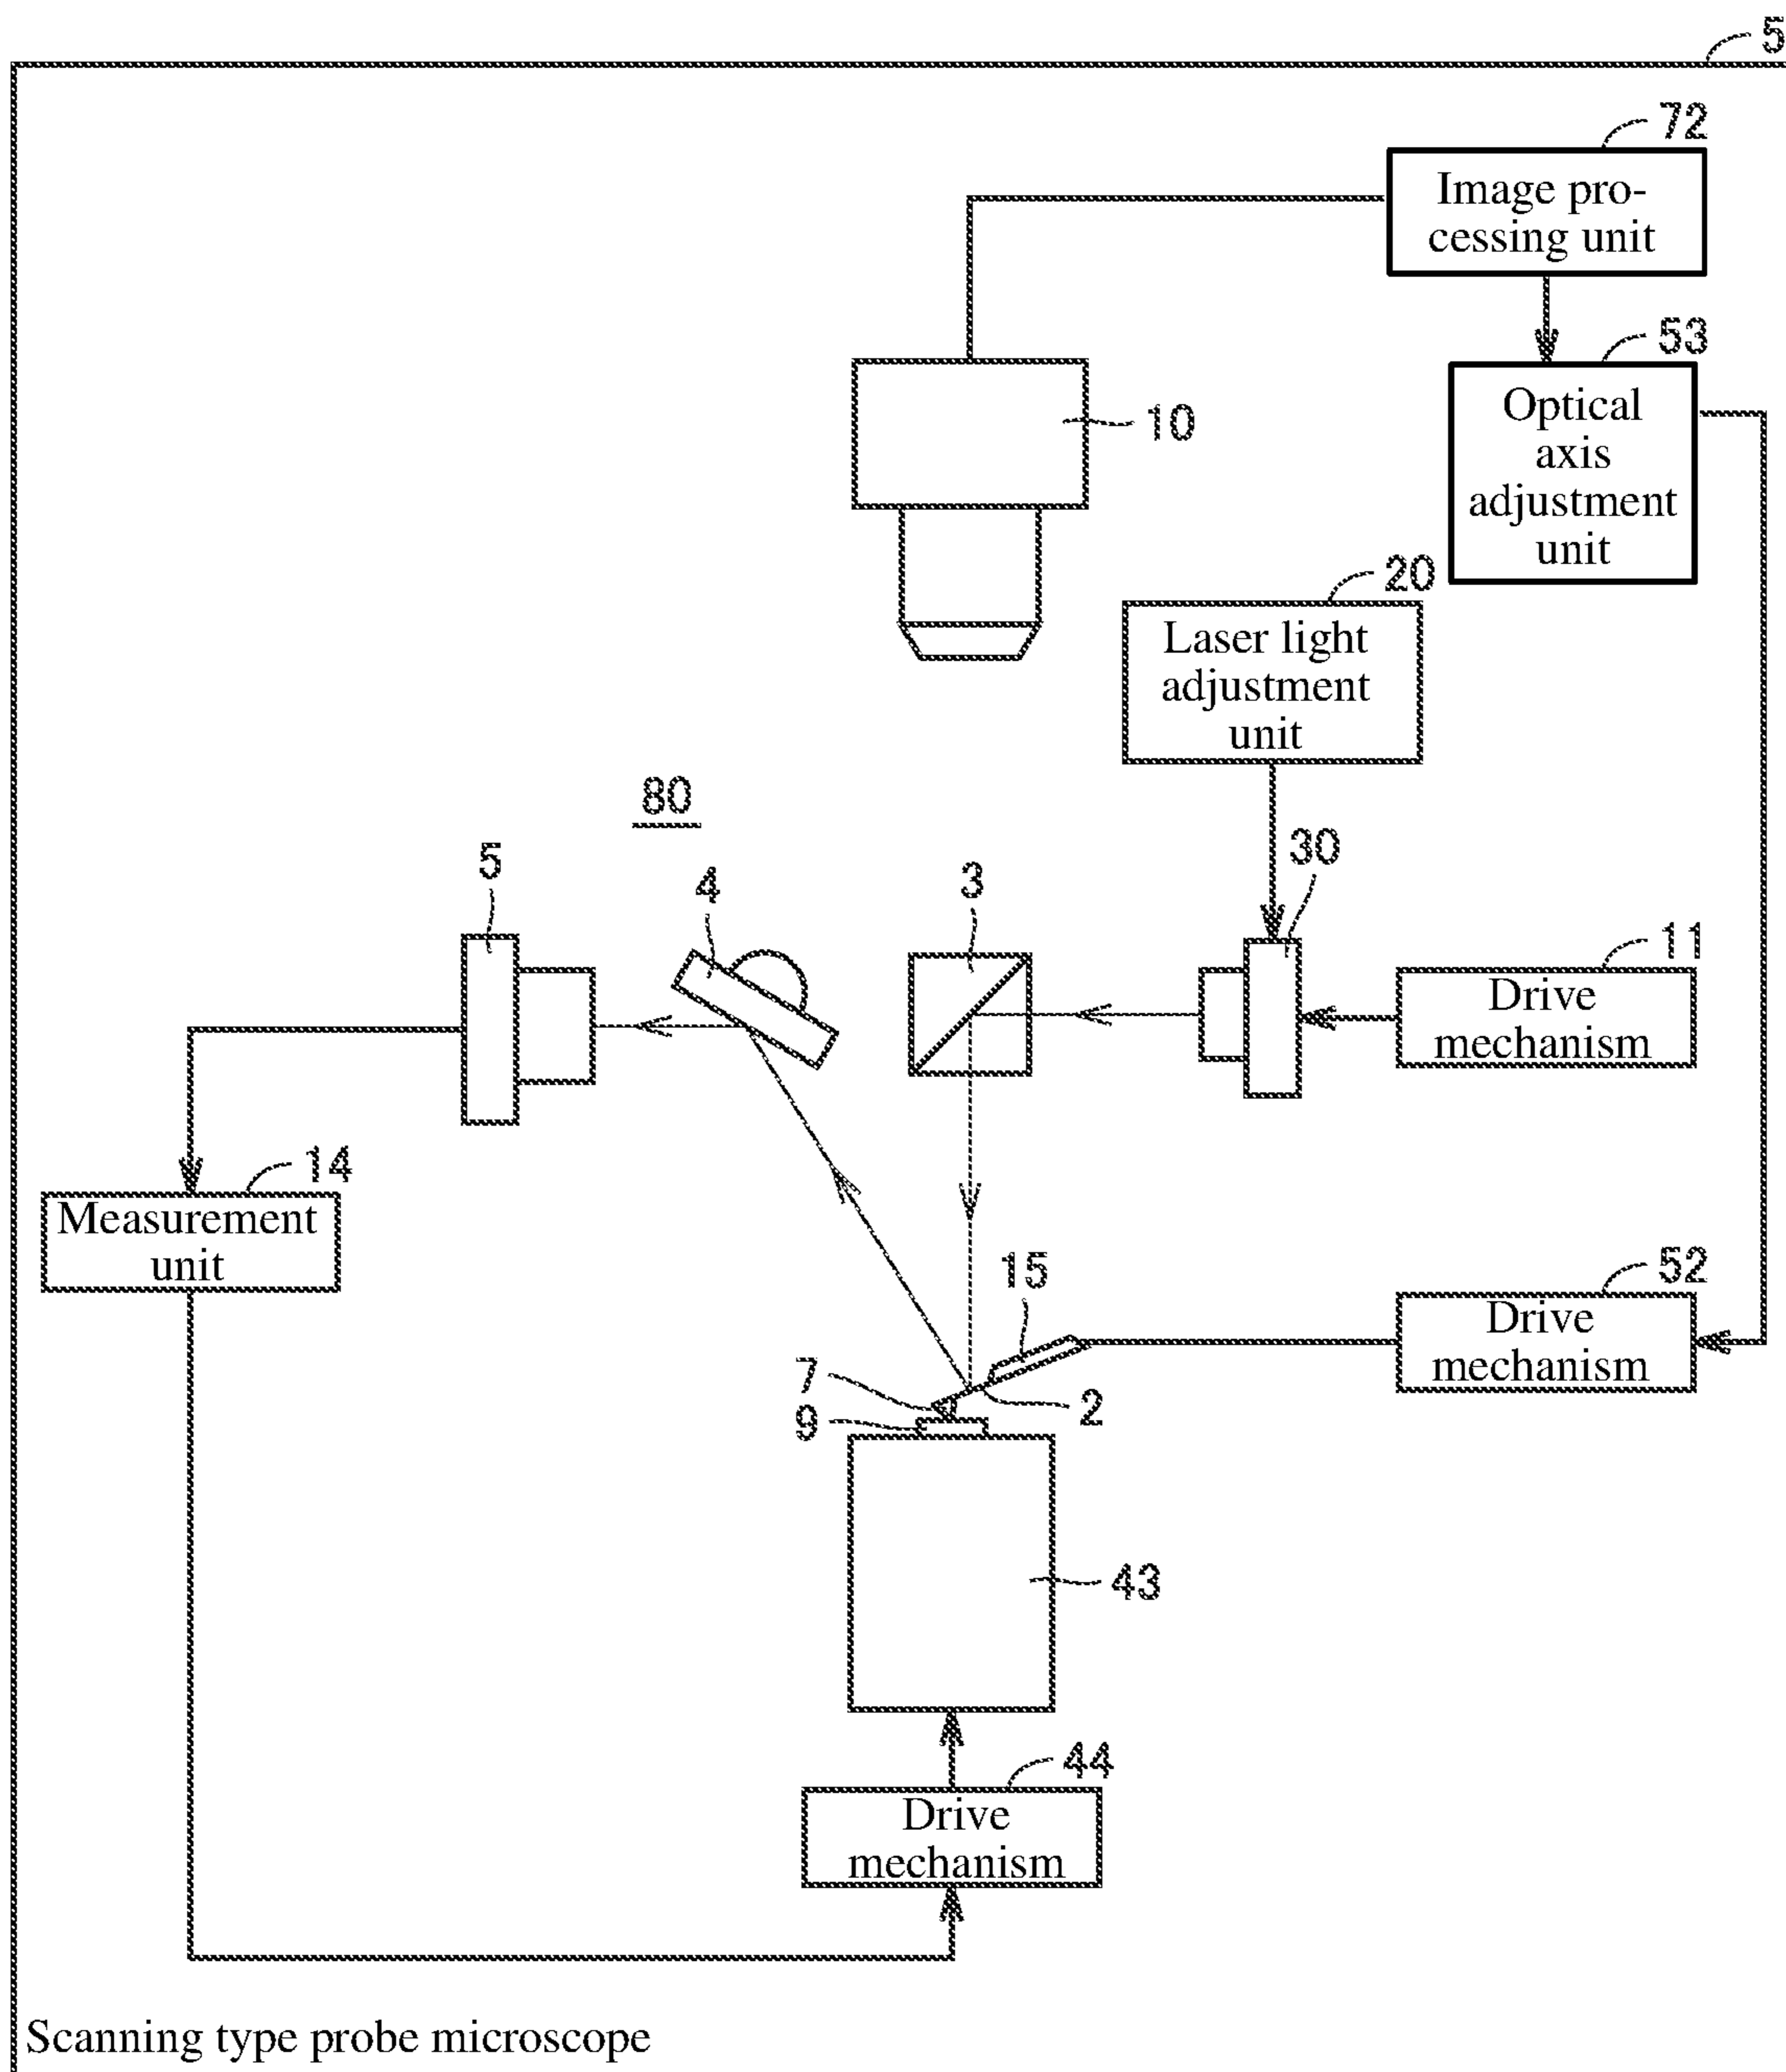 5
72
Image pro-
cessing unit
53
Optical
axis
adjustment
unit
10
20
Laser light
adjustment
unit
80
30
5
4
3
11
Drive
mechanism
14
Measurement
unit
15
52
Drive
mechanism
7
2
9
43
44
Drive
mechanism
Scanning type probe microscope